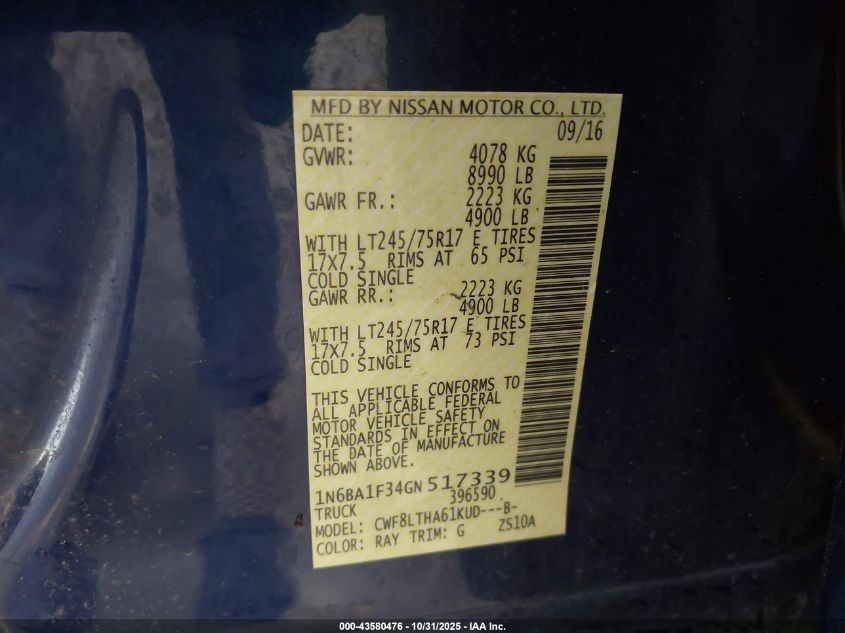 MFD BY NISSAN MOTOR CO., LTD.
DATE: 09/16
GVWR: 4078 KG
8990 LB
GAWR FR.: 2223 KG
4900 LB
WITH LT245/75R17 E TIRES
17X7.5 RIMS AT 65 PSI
COLD SINGLE
GAWR RR.: 2223 KG
4900 LB
WITH LT245/75R17 E TIRES
17X7.5 RIMS AT 73 PSI
COLD SINGLE
THIS VEHICLE CONFORMS TO
ALL APPLICABLE FEDERAL
MOTOR VEHICLE SAFETY
STANDARDS IN EFFECT ON
THE DATE OF MANUFACTURE
SHOWN ABOVE.
1N6BA1F34GN517339
TRUCK 396590
MODEL: CWF8LTHA61KUD---B-
COLOR: RAY TRIM: G ZS10A
000-43580476 - 10/31/2025 - IAA Inc.